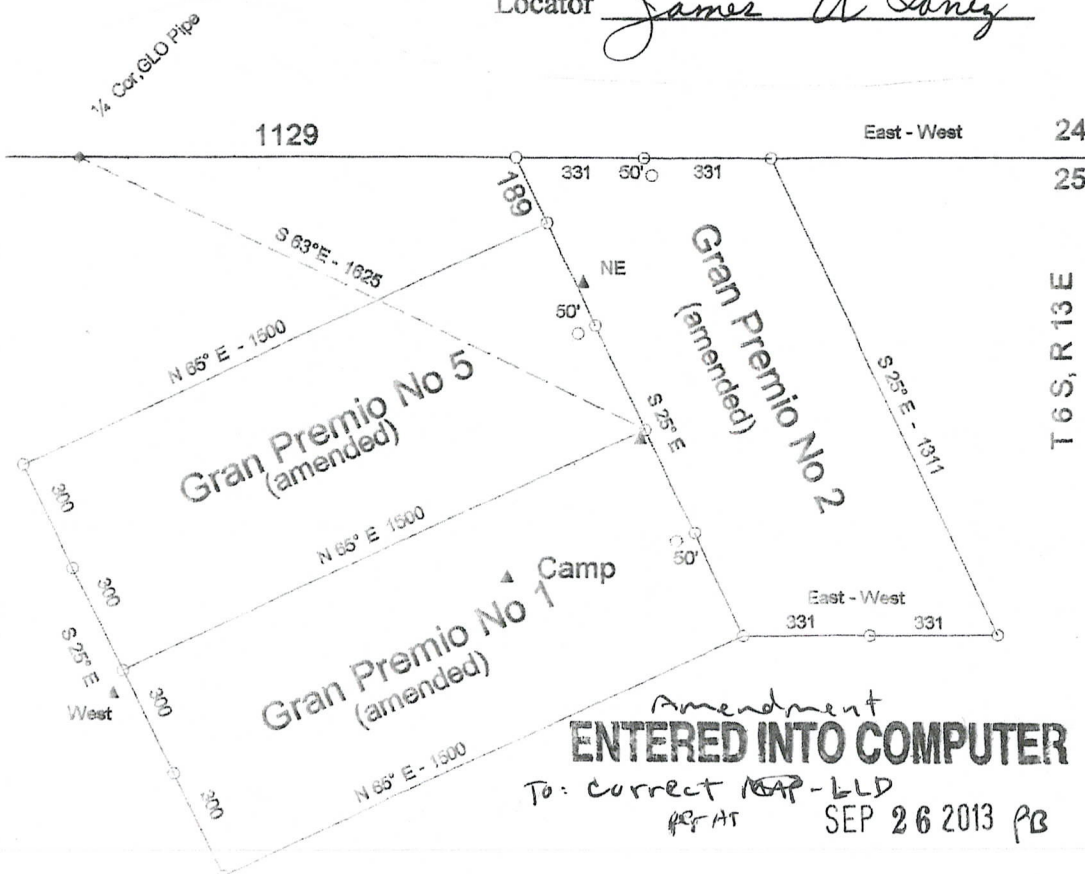 Locator James A
¼ Cor,GLO Pipe
1129
East - West
24
25
331 50' 331
189
S 63°E - 1625
NE
50'
N 65° E - 1500
Gran Premio No 5
(amended)
Gran Premio No 2
(amended)
S 25° E
S 25° E - 1311
T 6 S, R 13 E
300
300
N 65° E 1500
Camp
50'
Gran Premio No 1
(amended)
East - West
331 331
S 25° E
West
300
300
N 65° E - 1500
Amendment
ENTERED INTO COMPUTER
To: Correct MAP - LLD
SEP 26 2013 PB